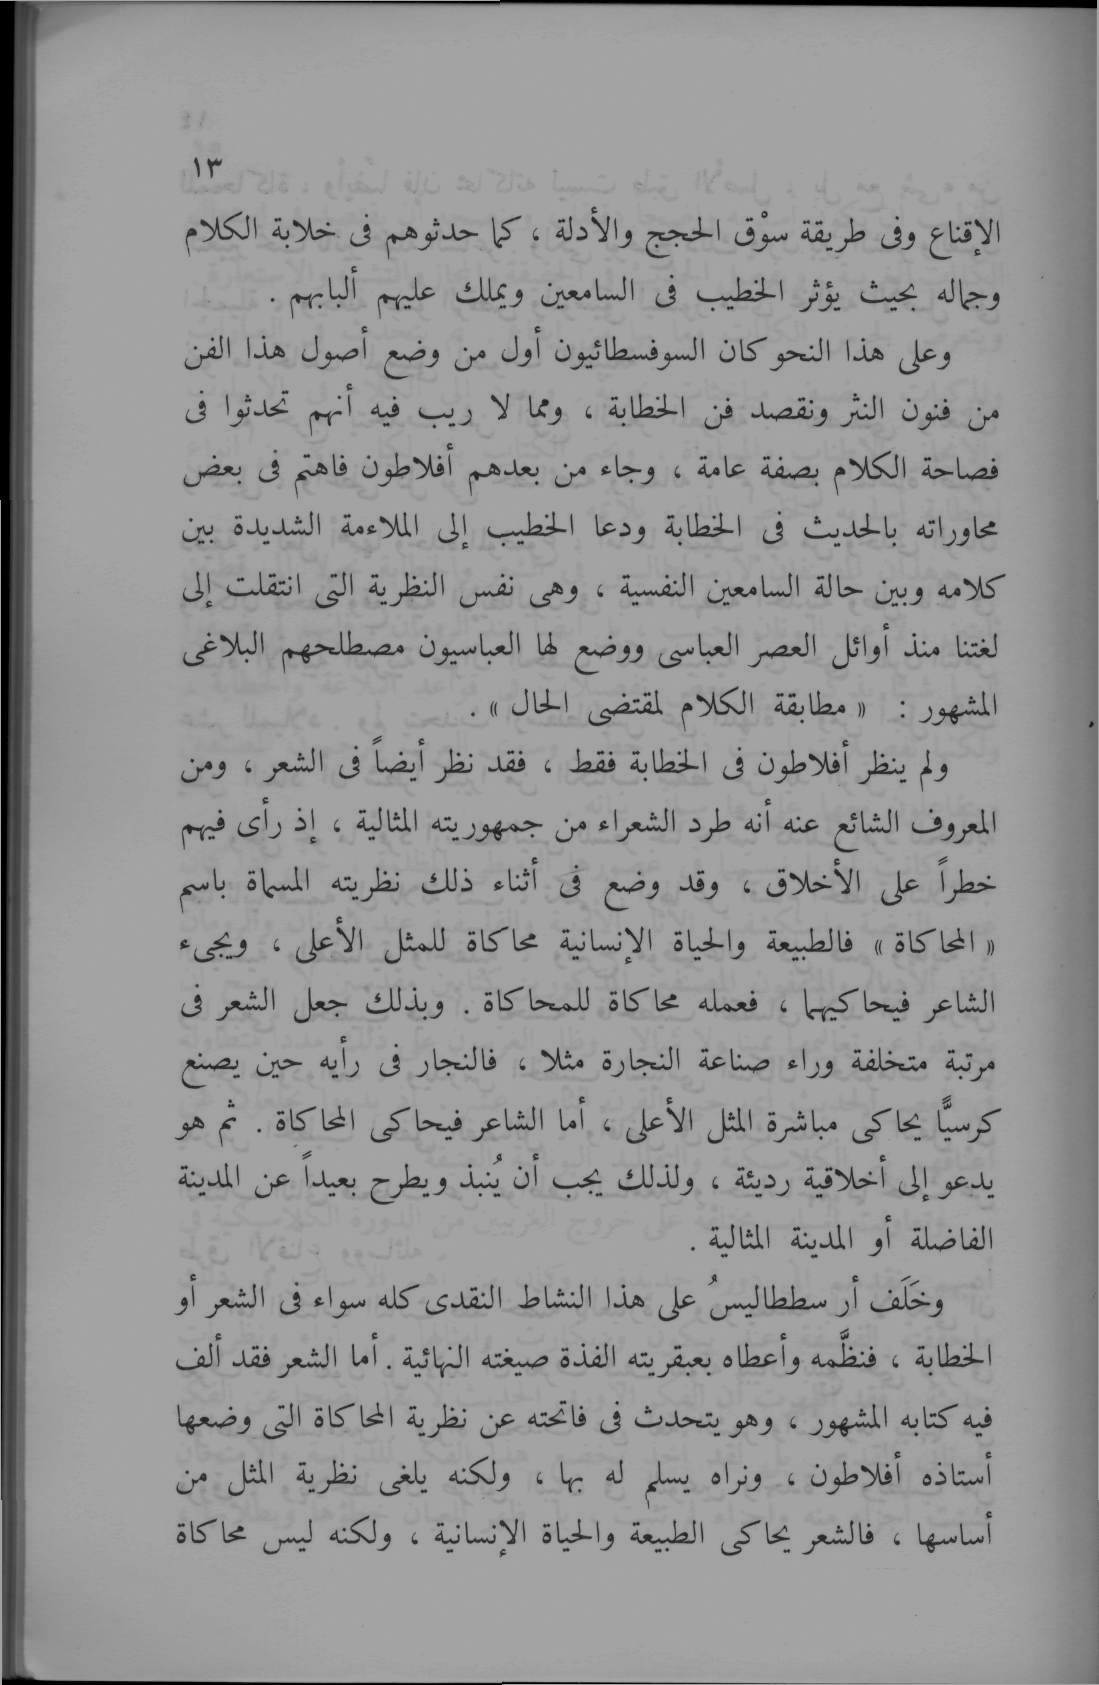 ١٣
الإقناع وفى طريقة سوْق الحجج والأدلة ، كما حدثوهم فى خلابة الكلام
وجماله بحيث يؤثر الخطيب فى السامعين ويملك عليهم ألبابهم .
وعلى هذا النحو كان السوفسطائيون أول من وضع أصول هذا الفن
من فنون النثر ونقصد فن الخطابة ، ومما لا ريب فيه أنهم تحدثوا فى
فصاحة الكلام بصفة عامة ، وجاء من بعدهم أفلاطون فاهتم فى بعض
محاوراته بالحديث فى الخطابة ودعا الخطيب إلى الملاءمة الشديدة بين
كلامه وبين حالة السامعين النفسية ، وهى نفس النظرية التى انتقلت إلى
لغتنا منذ أوائل العصر العباسى ووضع لها العباسيون مصطلحهم البلاغى
المشهور : « مطابقة الكلام لمقتضى الحال » .
ولم ينظر أفلاطون فى الخطابة فقط ، فقد نظر أيضاً فى الشعر ، ومن
المعروف الشائع عنه أنه طرد الشعراء من جمهوريته المثالية ، إذ رأى فيهم
خطراً على الأخلاق ، وقد وضع فى أثناء ذلك نظريته المسماة باسم
« المحاكاة » فالطبيعة والحياة الإنسانية محاكاة للمثل الأعلى ، ويجىء
الشاعر فيحاكيهما ، فعمله محاكاة للمحاكاة . وبذلك جعل الشعر فى
مرتبة متخلفة وراء صناعة النجارة مثلا ، فالنجار فى رأيه حين يصنع
كرسيًّا يحاكى مباشرة المثل الأعلى ، أما الشاعر فيحاكى المحاكاة . ثم هو
يدعو إلى أخلاقية رديئة ، ولذلك يجب أن يُنبذ ويطرح بعيداً عن المدينة
الفاضلة أو المدينة المثالية .
وخَلَف أرسططاليسُ على هذا النشاط النقدى كله سواء فى الشعر أو
الخطابة ، فنظَّمه وأعطاه بعبقريته الفذة صيغته النهائية . أما الشعر فقد ألف
فيه كتابه المشهور ، وهو يتحدث فى فاتحته عن نظرية المحاكاة التى وضعها
أستاذه أفلاطون ، ونراه يسلم له بها ، ولكنه يلغى نظرية المثل من
أساسها ، فالشعر يحاكى الطبيعة والحياة الإنسانية ، ولكنه ليس محاكاة